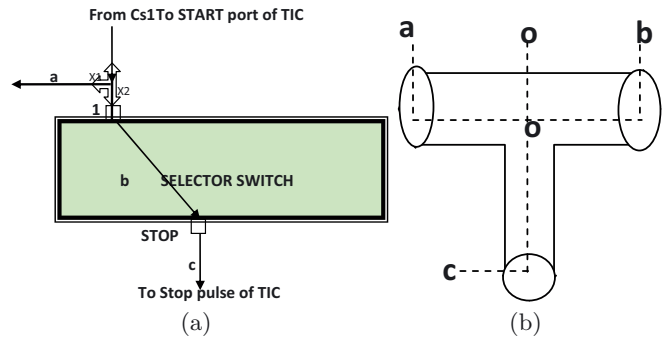 From Cs1To START port of TIC
a
X1
X2
1
b
SELECTOR SWITCH
STOP
c
To Stop pulse of TIC
(a)
a
o
b
o
c
(b)